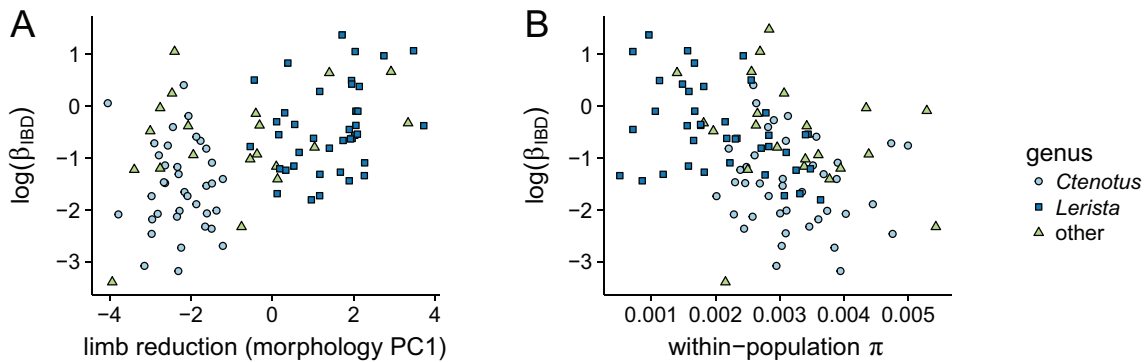 A
log(βIBD)
1
0
−1
−2
−3
−4
−2
0
2
4
limb reduction (morphology PC1)
B
log(βIBD)
1
0
−1
−2
−3
0.001
0.002
0.003
0.004
0.005
within−population π
genus
Ctenotus
Lerista
other